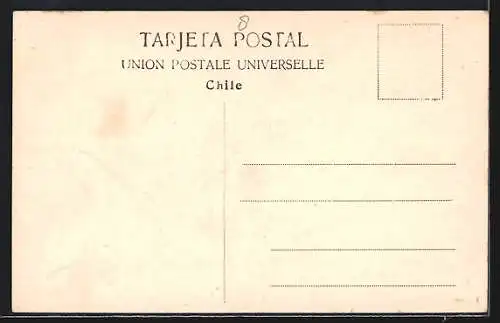 8
TARJETA POSTAL
UNION POSTALE UNIVERSELLE
Chile